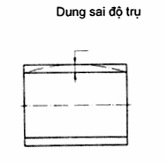 Dung sai độ trụ